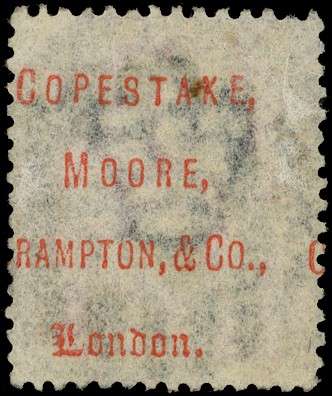 COPESTAKE,
MOORE,
RAMPTON, & CO., C
London.